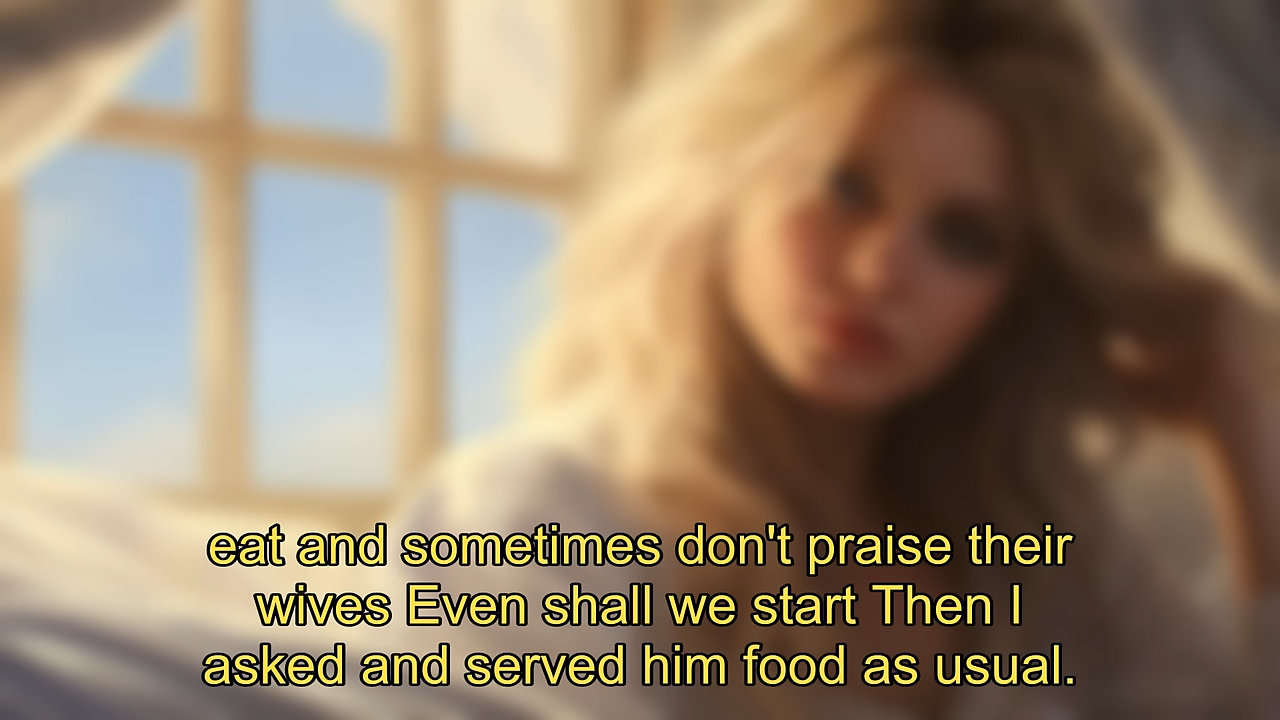 eat and sometimes don't praise their
wives Even shall we start Then I
asked and served him food as usual.